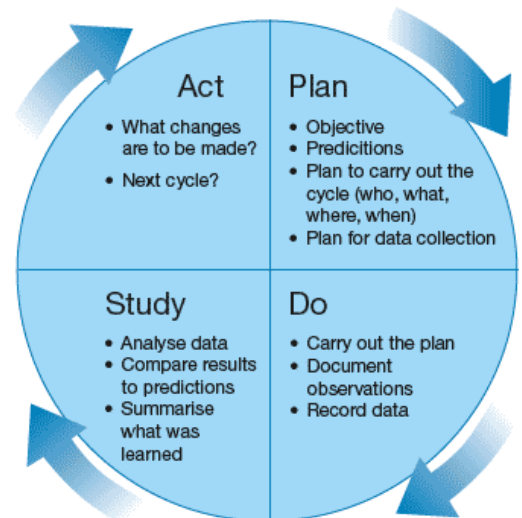 Act
• What changes
are to be made?
• Next cycle?
Plan
• Objective
• Predicitions
• Plan to carry out the
cycle (who, what,
where, when)
• Plan for data collection
Study
• Analyse data
• Compare results
to predictions
• Summarise
what was
learned
Do
• Carry out the plan
• Document
observations
• Record data